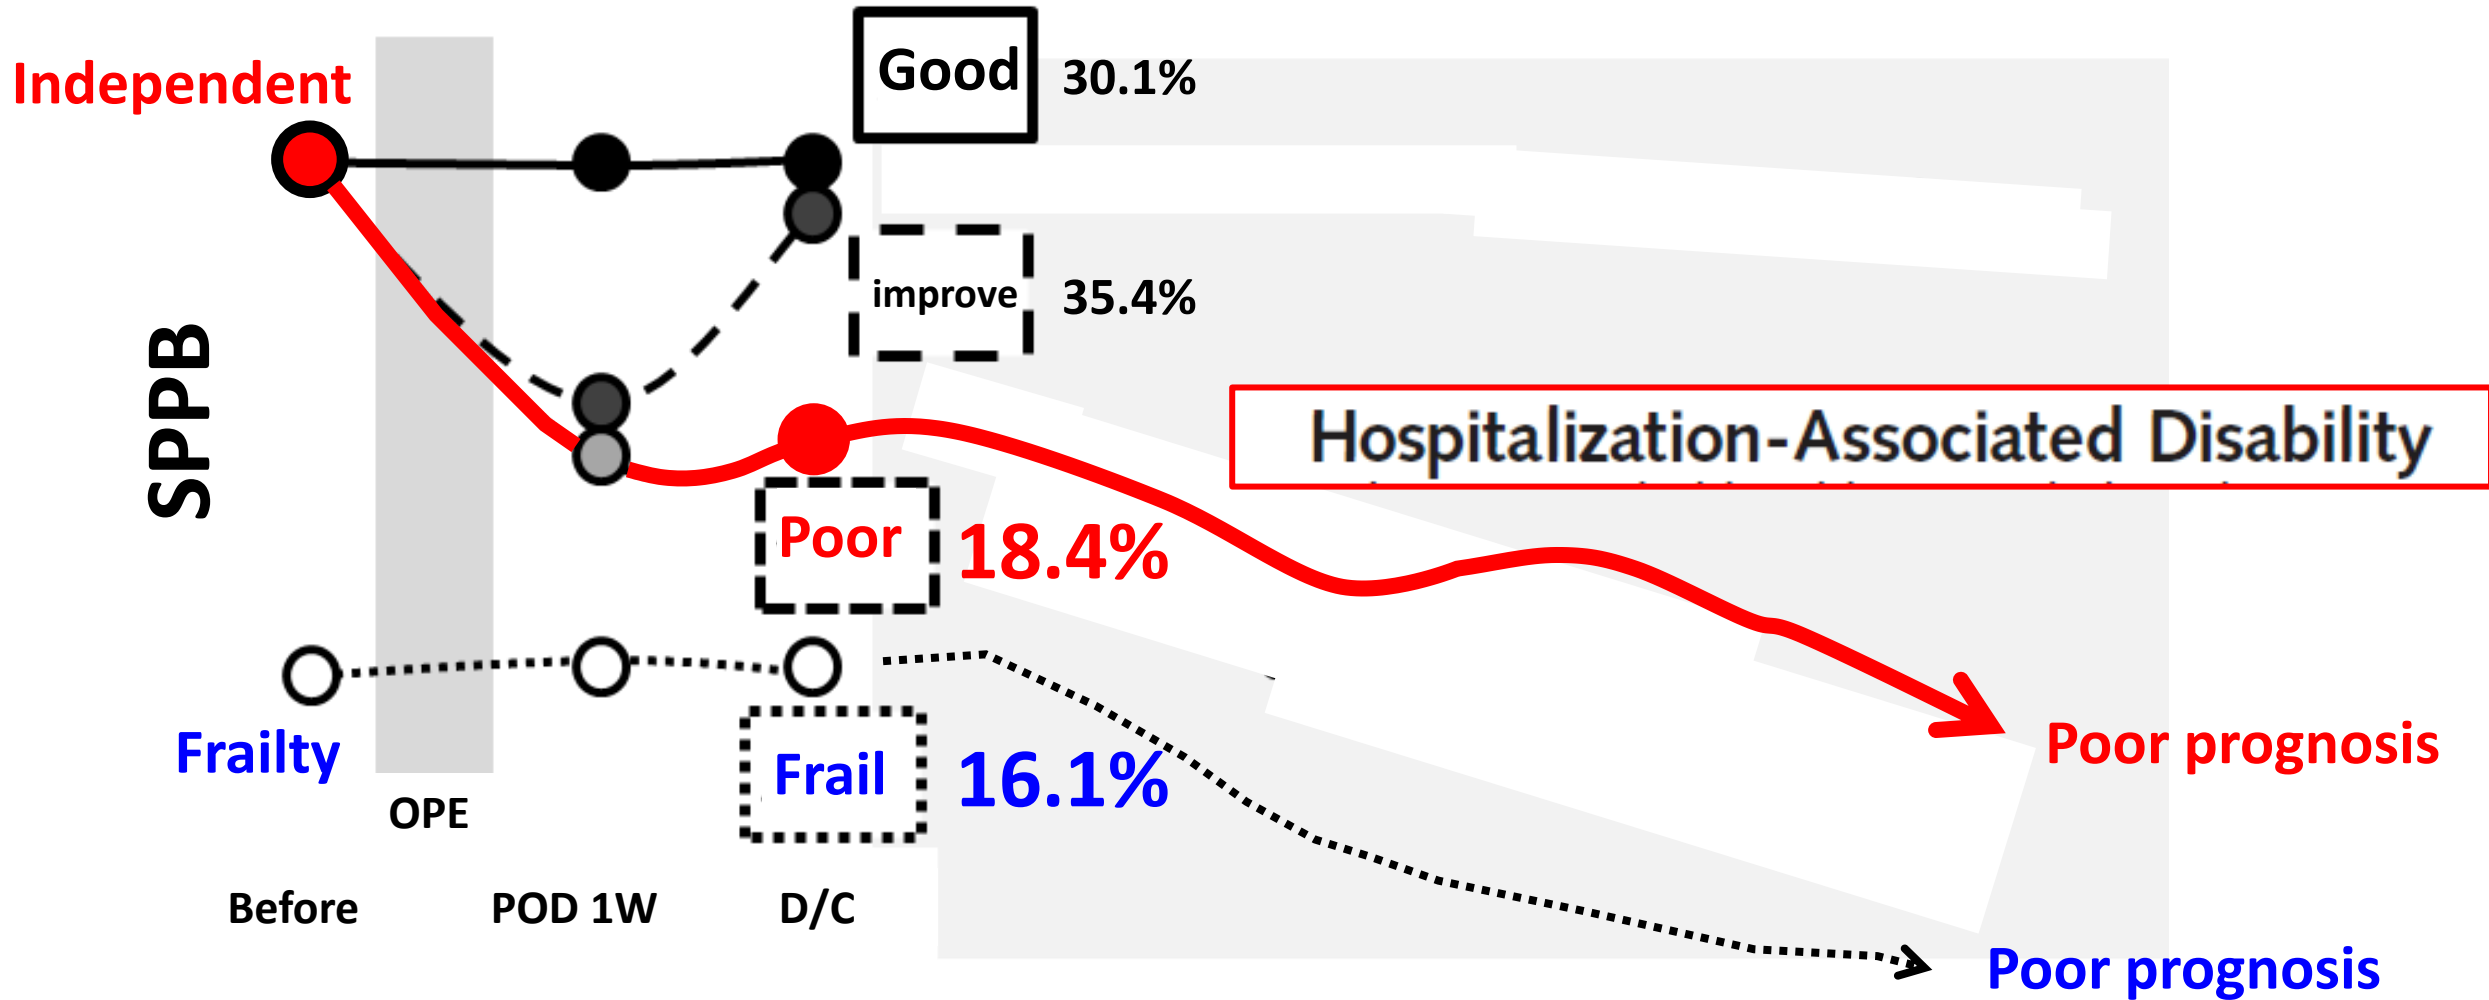 Independent
Good
30.1%
improve
35.4%
SPPB
Hospitalization-Associated Disability
Poor
18.4%
Frailty
Frail
16.1%
Poor prognosis
OPE
Before
POD 1W
D/C
Poor prognosis